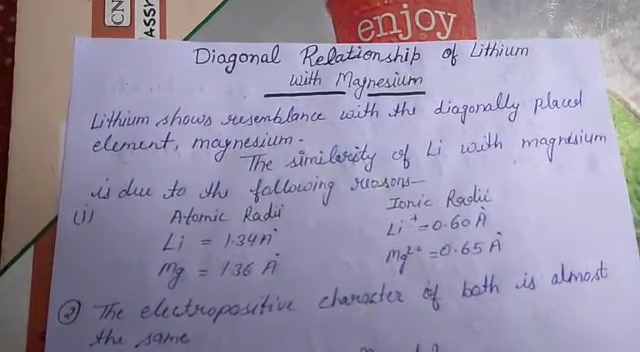 CN
ASSY
enjoy
Diagonal Relationship of Lithium
with Magnesium
Lithium shows resemblance with the diagonally placed
element, magnesium.
The similarity of Li with magnesium
is due to the following reasons—
(i) Atomic Radii Ionic Radii
Li = 1.34 Å Li⁺ = 0.60 Å
Mg = 1.36 Å Mg²⁺ = 0.65 Å
② The electropositive character of both is almost
the same